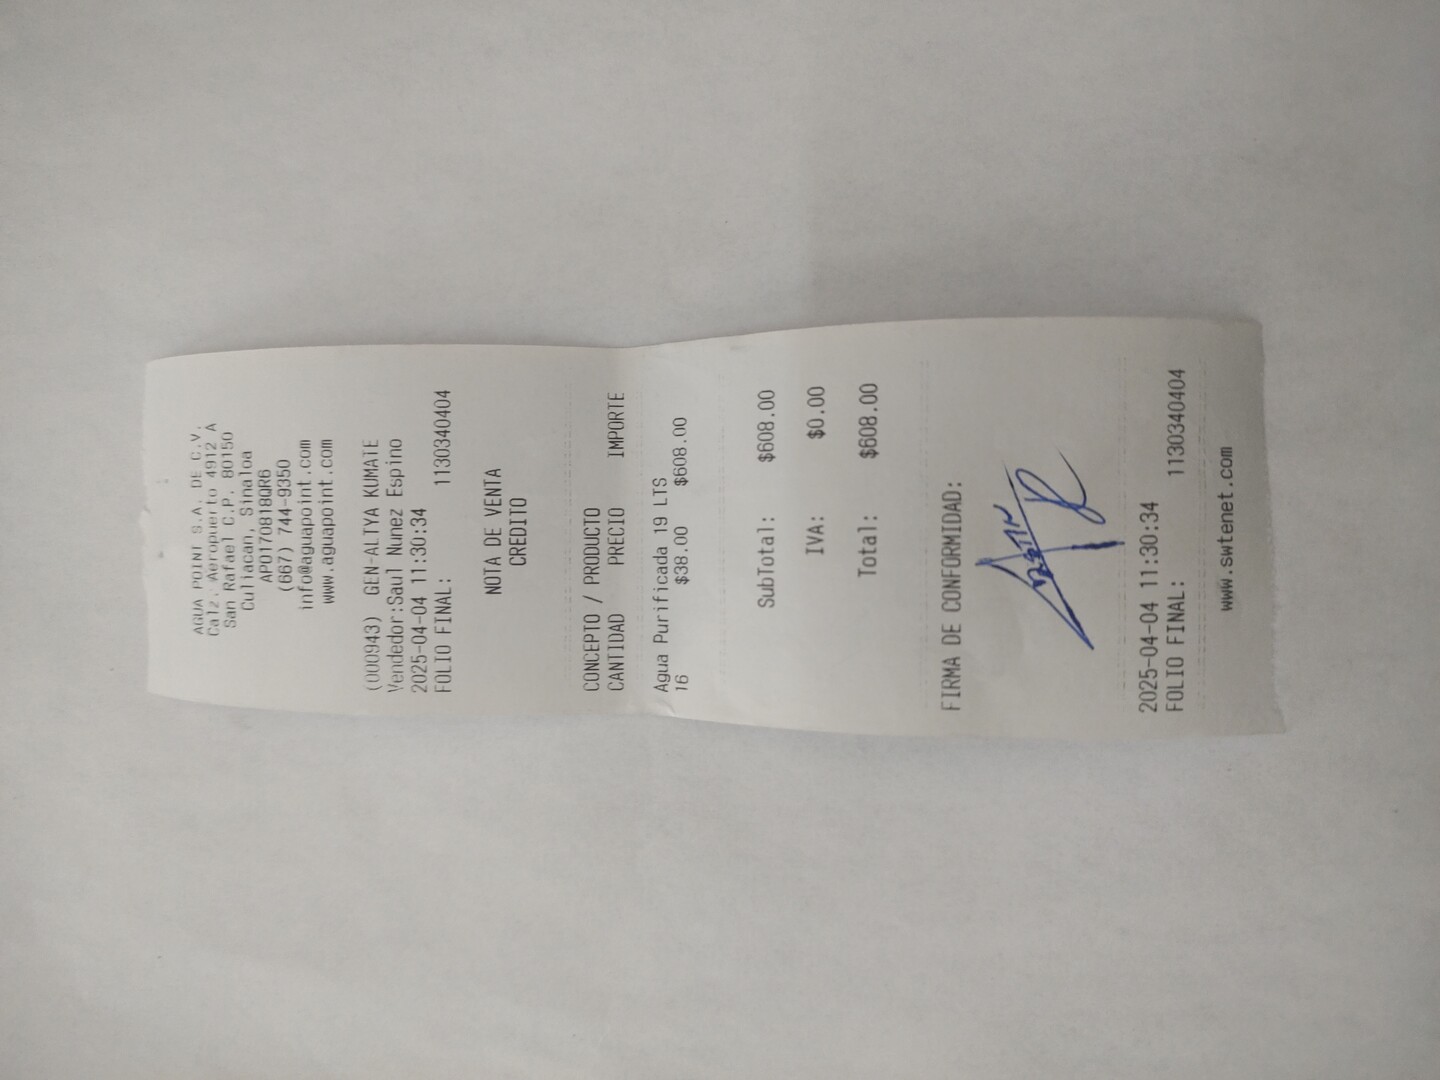 AGUA POINT S.A. DE C.V.
Calz. Aeropuerto 4912 A
San Rafael C.P. 80150
Culiacan, Sinaloa
APO170818QR6
(667) 744-9350
info@aguapoint.com
www.aguapoint.com
(000943) GEN-ALTYA KUMATE
Vendedor:Saul Nunez Espino
2025-04-04 11:30:34
FOLIO FINAL: 1130340404
NOTA DE VENTA
CREDITO
CONCEPTO / PRODUCTO
CANTIDAD PRECIO IMPORTE
Agua Purificada 19 LTS
16 $38.00 $608.00
SubTotal: $608.00
IVA: $0.00
Total: $608.00
FIRMA DE CONFORMIDAD:
2025-04-04 11:30:34
FOLIO FINAL: 1130340404
www.swtenet.com